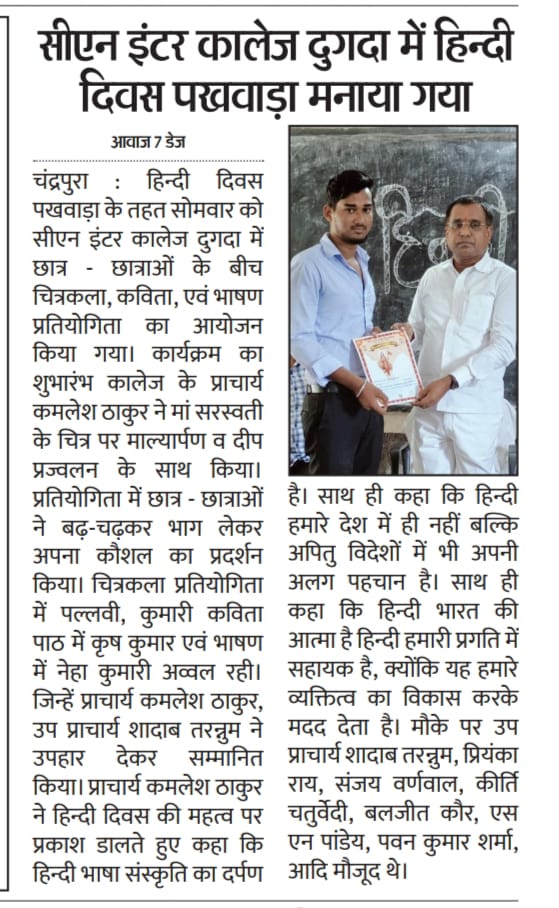 सीएन इंटर कालेज दुगदा में हिन्दी
दिवस पखवाड़ा मनाया गया
आवाज 7 डेज
चंद्रपुरा : हिन्दी दिवस
पखवाड़ा के तहत सोमवार को
सीएन इंटर कालेज दुगदा में
छात्र - छात्राओं के बीच
चित्रकला, कविता, एवं भाषण
प्रतियोगिता का आयोजन
किया गया। कार्यक्रम का
शुभारंभ कालेज के प्राचार्य
कमलेश ठाकुर ने मां सरस्वती
के चित्र पर माल्यार्पण व दीप
प्रज्वलन के साथ किया।
प्रतियोगिता में छात्र - छात्राओं
ने बढ़-चढ़कर भाग लेकर
अपना कौशल का प्रदर्शन
किया। चित्रकला प्रतियोगिता
में पल्लवी, कुमारी कविता
पाठ में कृष कुमार एवं भाषण
में नेहा कुमारी अव्वल रही।
जिन्हें प्राचार्य कमलेश ठाकुर,
उप प्राचार्य शादाब तरन्नुम ने
उपहार देकर सम्मानित
किया। प्राचार्य कमलेश ठाकुर
ने हिन्दी दिवस की महत्व पर
प्रकाश डालते हुए कहा कि
हिन्दी भाषा संस्कृति का दर्पण
हिन्दी
है। साथ ही कहा कि हिन्दी
हमारे देश में ही नहीं बल्कि
अपितु विदेशों में भी अपनी
अलग पहचान है। साथ ही
कहा कि हिन्दी भारत की
आत्मा है हिन्दी हमारी प्रगति में
सहायक है, क्योंकि यह हमारे
व्यक्तित्व का विकास करके
मदद देता है। मौके पर उप
प्राचार्य शादाब तरन्नुम, प्रियंका
राय, संजय वर्णवाल, कीर्ति
चतुर्वेदी, बलजीत कौर, एस
एन पांडेय, पवन कुमार शर्मा,
आदि मौजूद थे।